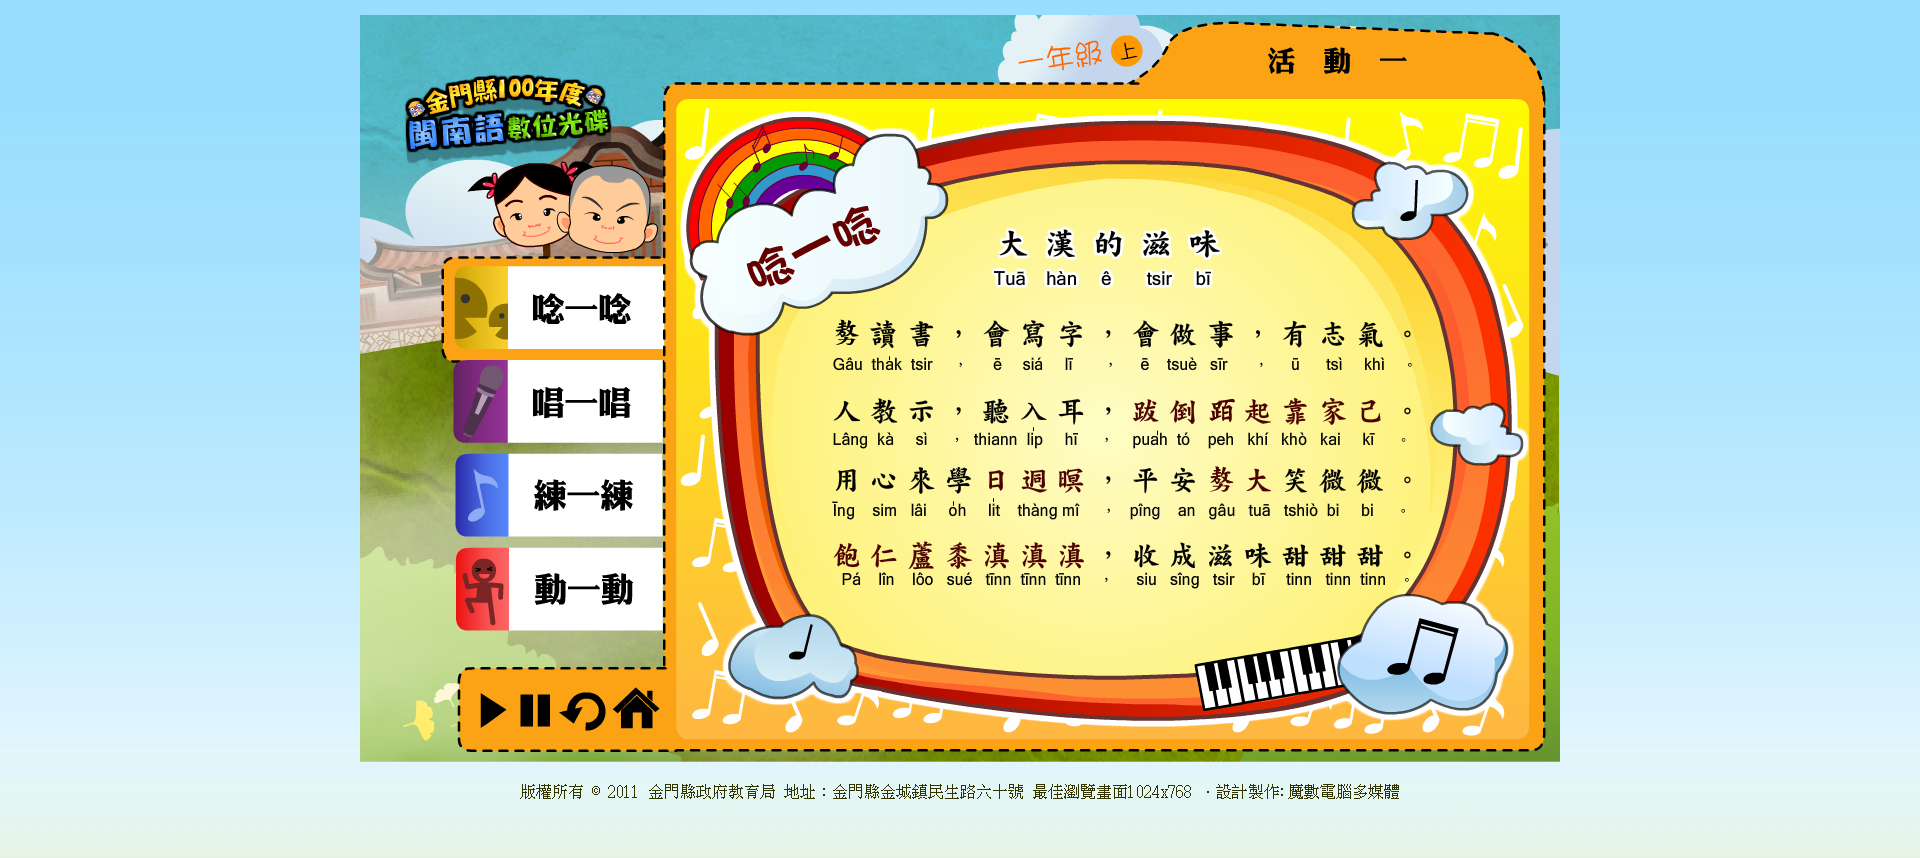 一年級 上
活動一
金門縣100年度
閩南語數位光碟
唸一唸
唸一唸
唱一唱
練一練
動一動
大漢的滋味
Tuā hàn ê tsir bī
勢讀書，會寫字，會做事，有志氣。
Gâu tha̍k tsir ， ē siá lī ， ē tsuè sīr ， ū tsì khì 。
人教示，聽入耳，跋倒𬦰起靠家己。
Lâng kà sì ， thiann li̍p hī ， pua̍h tó peh khí khò kai kī 。
用心來學日迵暝，平安勢大笑微微。
Īng sim lâi o̍h li̍t thàng mî ， pîng an gâu tuā tshiò bi bi 。
飽仁蘆黍滇滇滇，收成滋味甜甜甜。
Pá lîn lôo sué tīnn tīnn tīnn ， siu sîng tsir bī tinn tinn tinn 。
版權所有 © 2011 金門縣政府教育局 地址：金門縣金城鎮民生路六十號 最佳瀏覽畫面1024x768 ‧設計製作: 魔數電腦多媒體